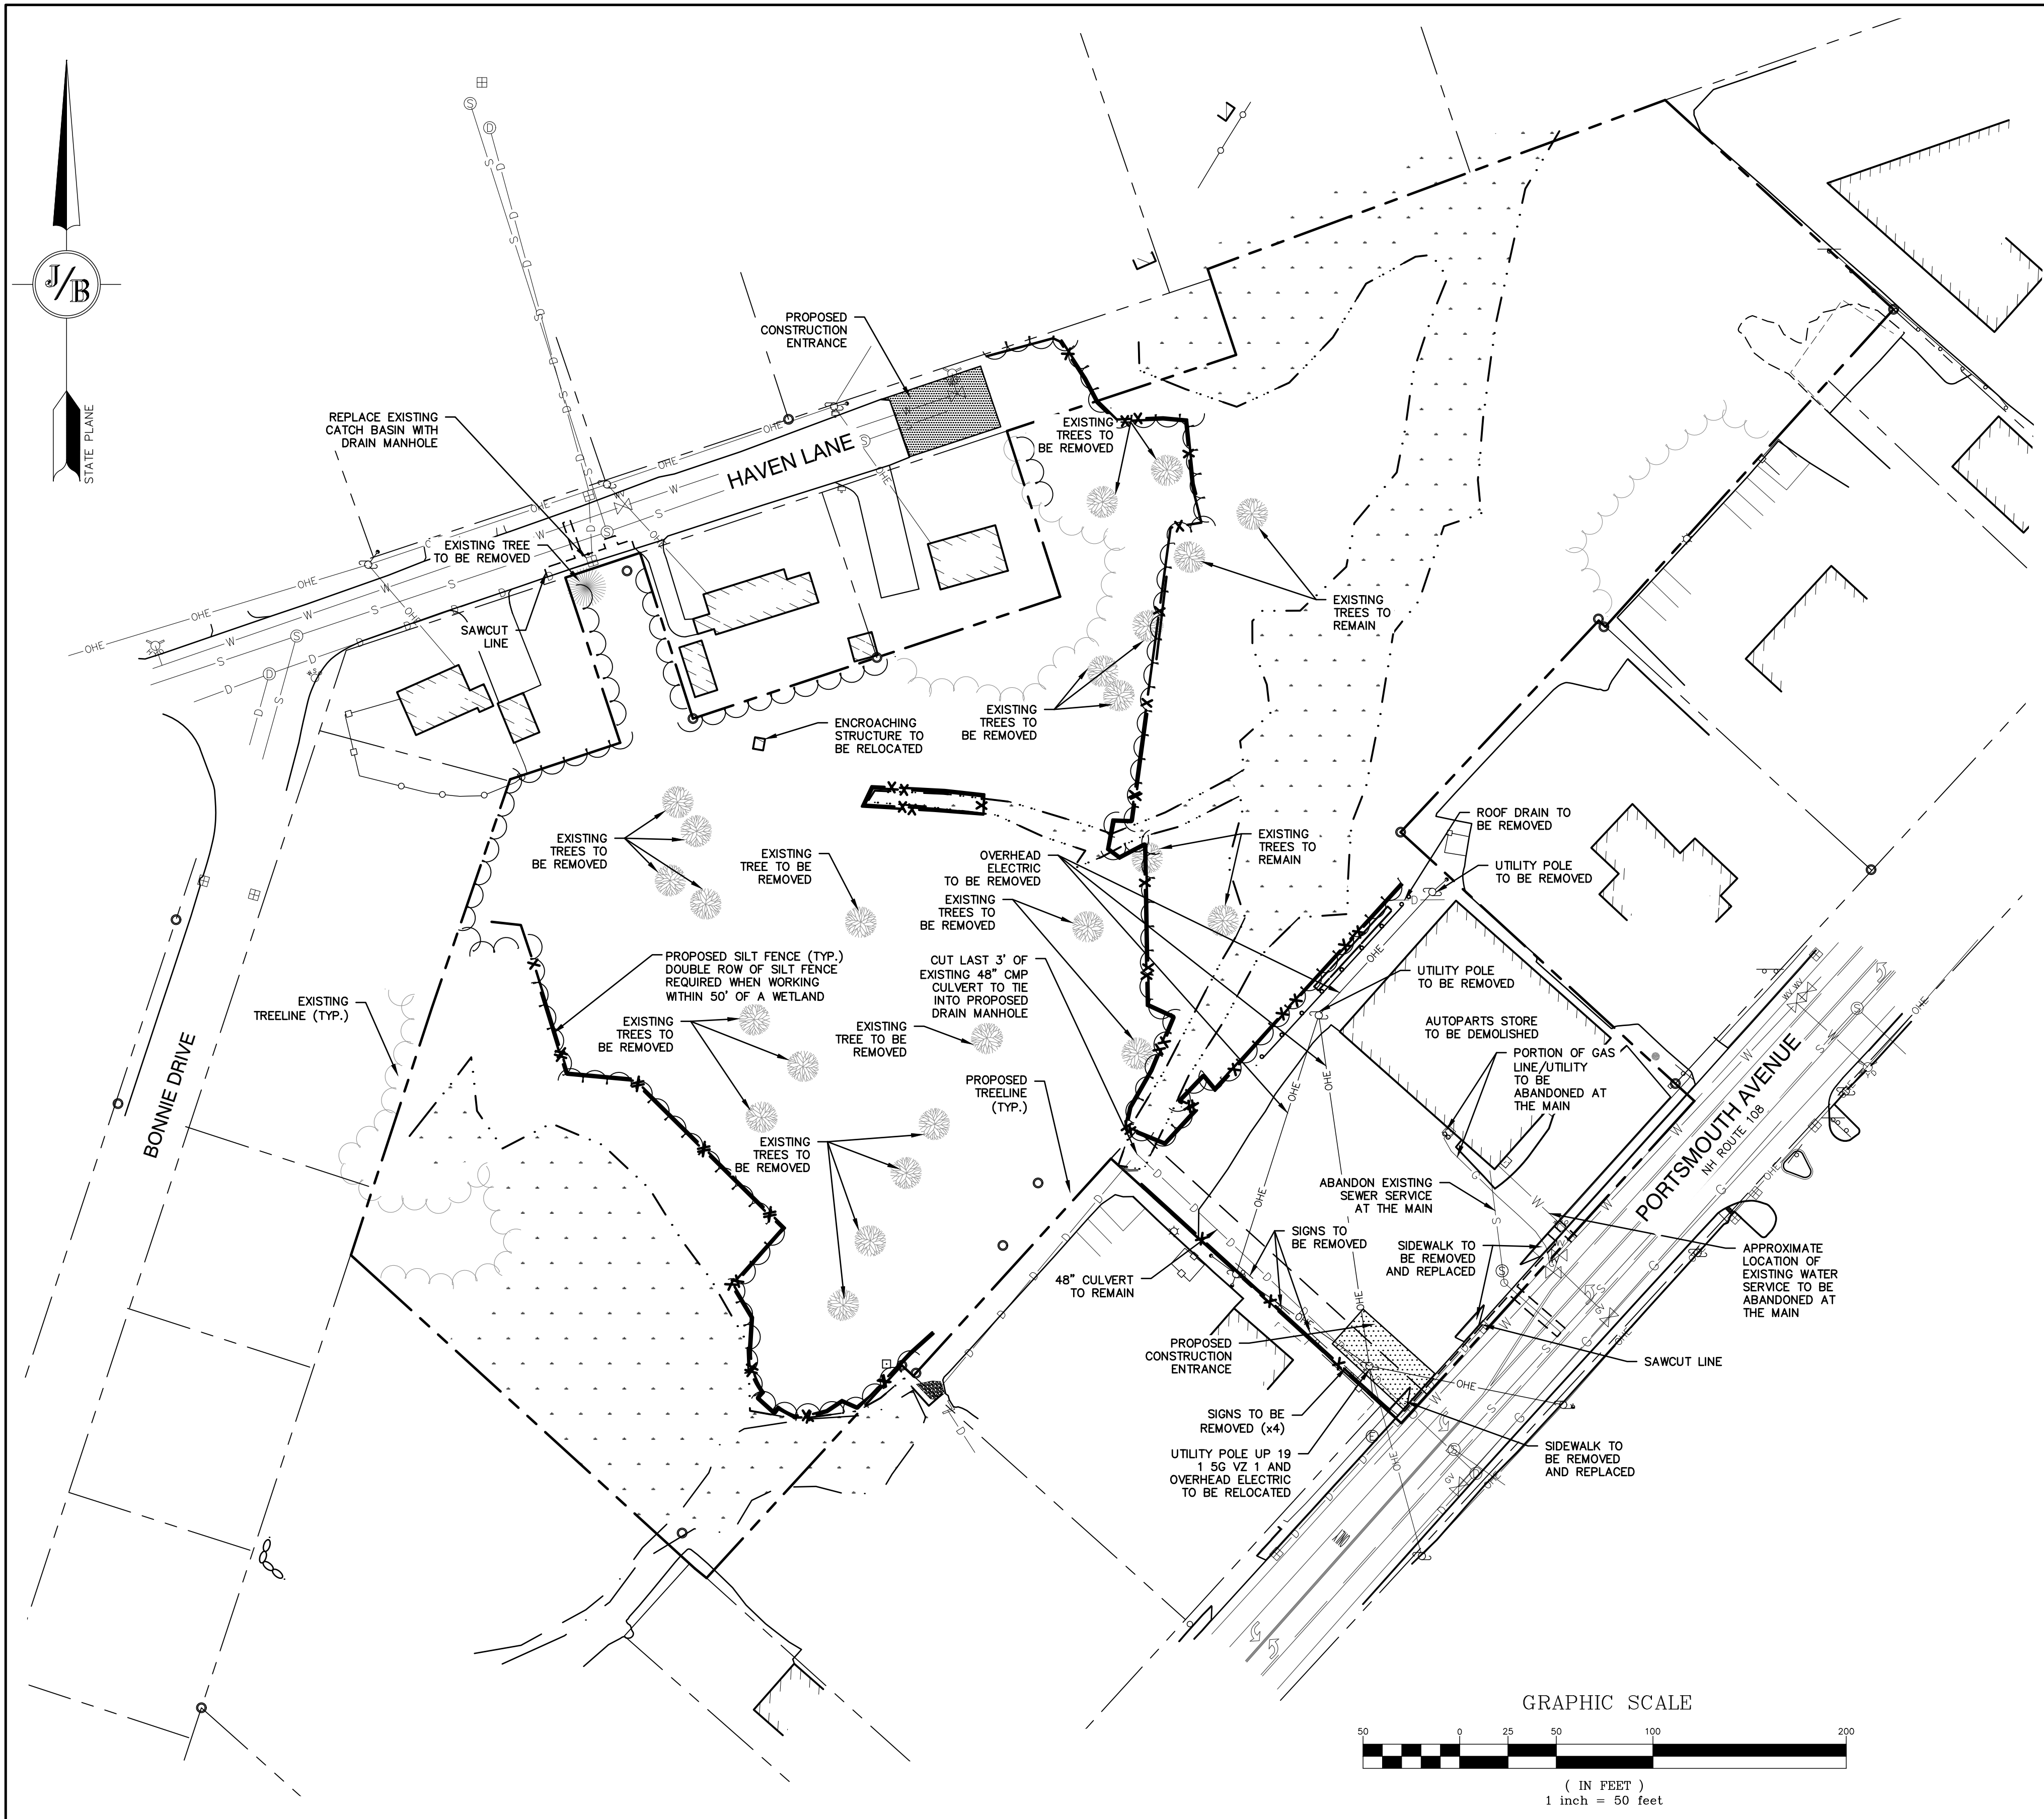 J/B
STATE PLANE
PROPOSED
CONSTRUCTION
ENTRANCE
REPLACE EXISTING
CATCH BASIN WITH
DRAIN MANHOLE
HAVEN LANE
EXISTING
TREES TO
BE REMOVED
EXISTING TREE
TO BE REMOVED
SAWCUT
LINE
EXISTING
TREES TO
REMAIN
ENCROACHING
STRUCTURE TO
BE RELOCATED
EXISTING
TREES TO
BE REMOVED
ROOF DRAIN TO
BE REMOVED
EXISTING
TREES TO
BE REMOVED
EXISTING
TREE TO BE
REMOVED
OVERHEAD
ELECTRIC
TO BE REMOVED
EXISTING
TREES TO
REMAIN
UTILITY POLE
TO BE REMOVED
EXISTING
TREES TO
BE REMOVED
PROPOSED SILT FENCE (TYP.)
DOUBLE ROW OF SILT FENCE
REQUIRED WHEN WORKING
WITHIN 50' OF A WETLAND
CUT LAST 3' OF
EXISTING 48" CMP
CULVERT TO TIE
INTO PROPOSED
DRAIN MANHOLE
UTILITY POLE
TO BE REMOVED
EXISTING
TREELINE (TYP.)
EXISTING
TREES TO
BE REMOVED
EXISTING
TREE TO BE
REMOVED
AUTOPARTS STORE
TO BE DEMOLISHED
PORTION OF GAS
LINE/UTILITY
TO BE
ABANDONED AT
THE MAIN
PROPOSED
TREELINE
(TYP.)
BONNIE DRIVE
PORTSMOUTH AVENUE
NH ROUTE 108
EXISTING
TREES TO
BE REMOVED
ABANDON EXISTING
SEWER SERVICE
AT THE MAIN
SIGNS TO
BE REMOVED
SIDEWALK TO
BE REMOVED
AND REPLACED
APPROXIMATE
LOCATION OF
EXISTING WATER
SERVICE TO BE
ABANDONED AT
THE MAIN
48" CULVERT
TO REMAIN
PROPOSED
CONSTRUCTION
ENTRANCE
SAWCUT LINE
SIGNS TO BE
REMOVED (x4)
UTILITY POLE UP 19
1 5G VZ 1 AND
OVERHEAD ELECTRIC
TO BE RELOCATED
SIDEWALK TO
BE REMOVED
AND REPLACED
GRAPHIC SCALE
50 0 25 50 100 200
( IN FEET )
1 inch = 50 feet